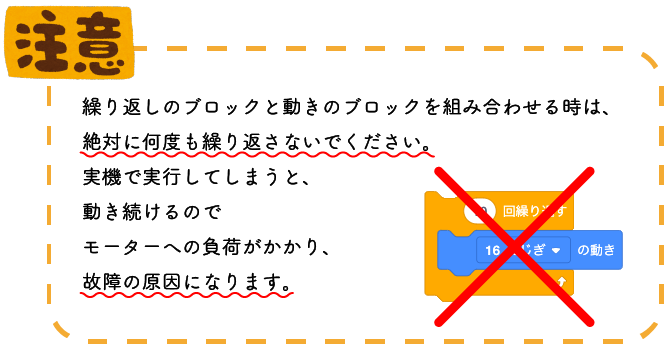 注意
繰り返しのブロックと動きのブロックを組み合わせる時は、
絶対に何度も繰り返さないでください。
実機で実行してしまうと、
動き続けるので
モーターへの負荷がかかり、
故障の原因になります。
回繰り返す
16 じぎ の動き